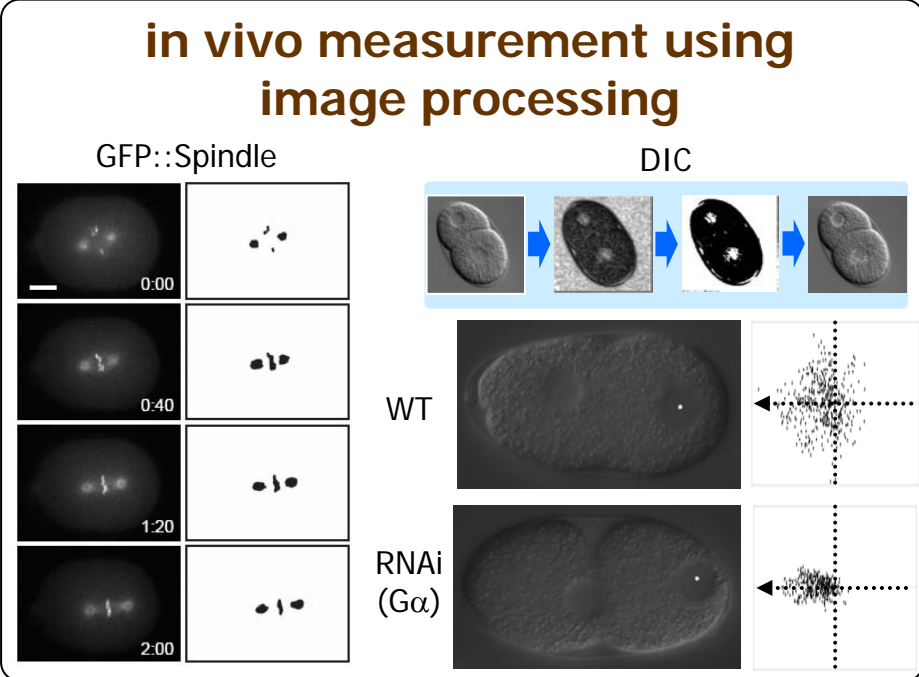 in vivo measurement using
image processing
GFP::Spindle
0:00
0:40
1:20
2:00
DIC
WT
RNAi
(Gα)